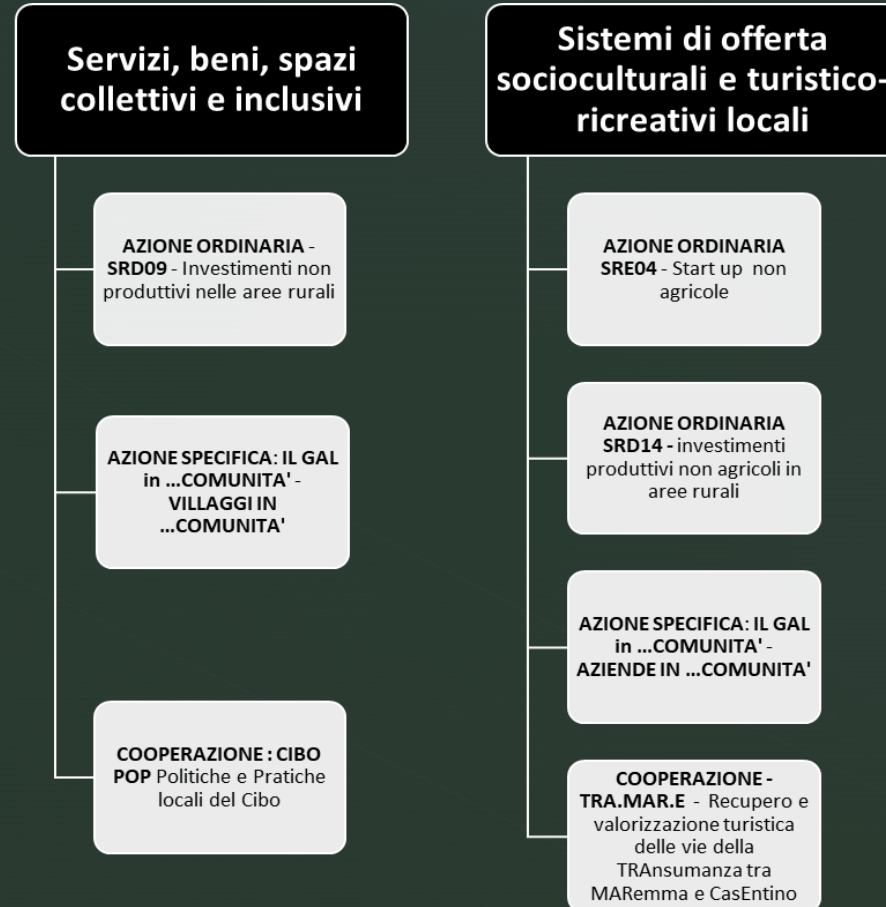 Servizi, beni, spazi
collettivi e inclusivi
AZIONE ORDINARIA -
SRD09 - Investimenti non
produttivi nelle aree rurali
AZIONE SPECIFICA: IL GAL
in ...COMUNITA' -
VILLAGGI IN
...COMUNITA'
COOPERAZIONE : CIBO
POP Politiche e Pratiche
locali del Cibo
Sistemi di offerta
socioculturali e turistico-
ricreativi locali
AZIONE ORDINARIA
SRE04 - Start up non
agricole
AZIONE ORDINARIA
SRD14 - investimenti
produttivi non agricoli in
aree rurali
AZIONE SPECIFICA: IL GAL
in ...COMUNITA' -
AZIENDE IN ...COMUNITA'
COOPERAZIONE -
TRA.MAR.E - Recupero e
valorizzazione turistica
delle vie della
TRAnsumanza tra
MARemma e CasEntino